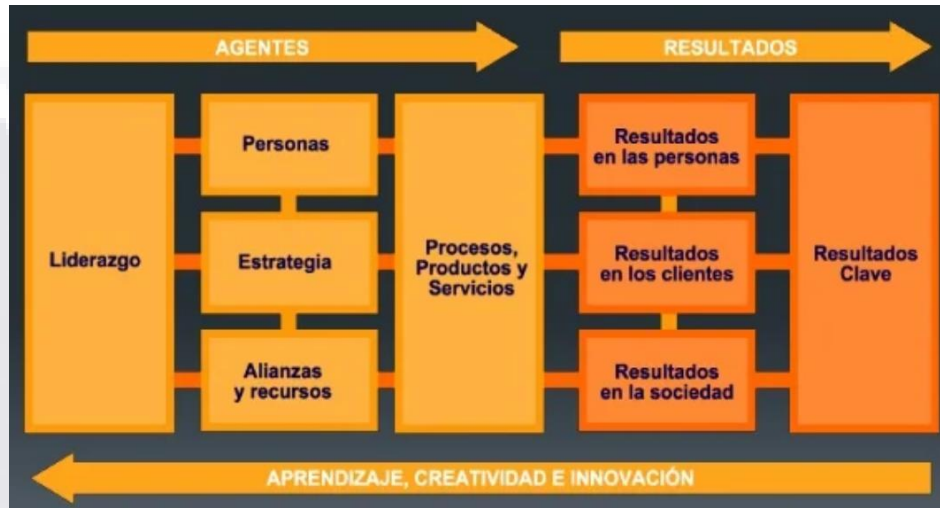 AGENTES
RESULTADOS
Liderazgo
Personas
Estrategia
Alianzas
y recursos
Procesos,
Productos y
Servicios
Resultados
en las personas
Resultados
en los clientes
Resultados
en la sociedad
Resultados
Clave
APRENDIZAJE, CREATIVIDAD E INNOVACIÓN